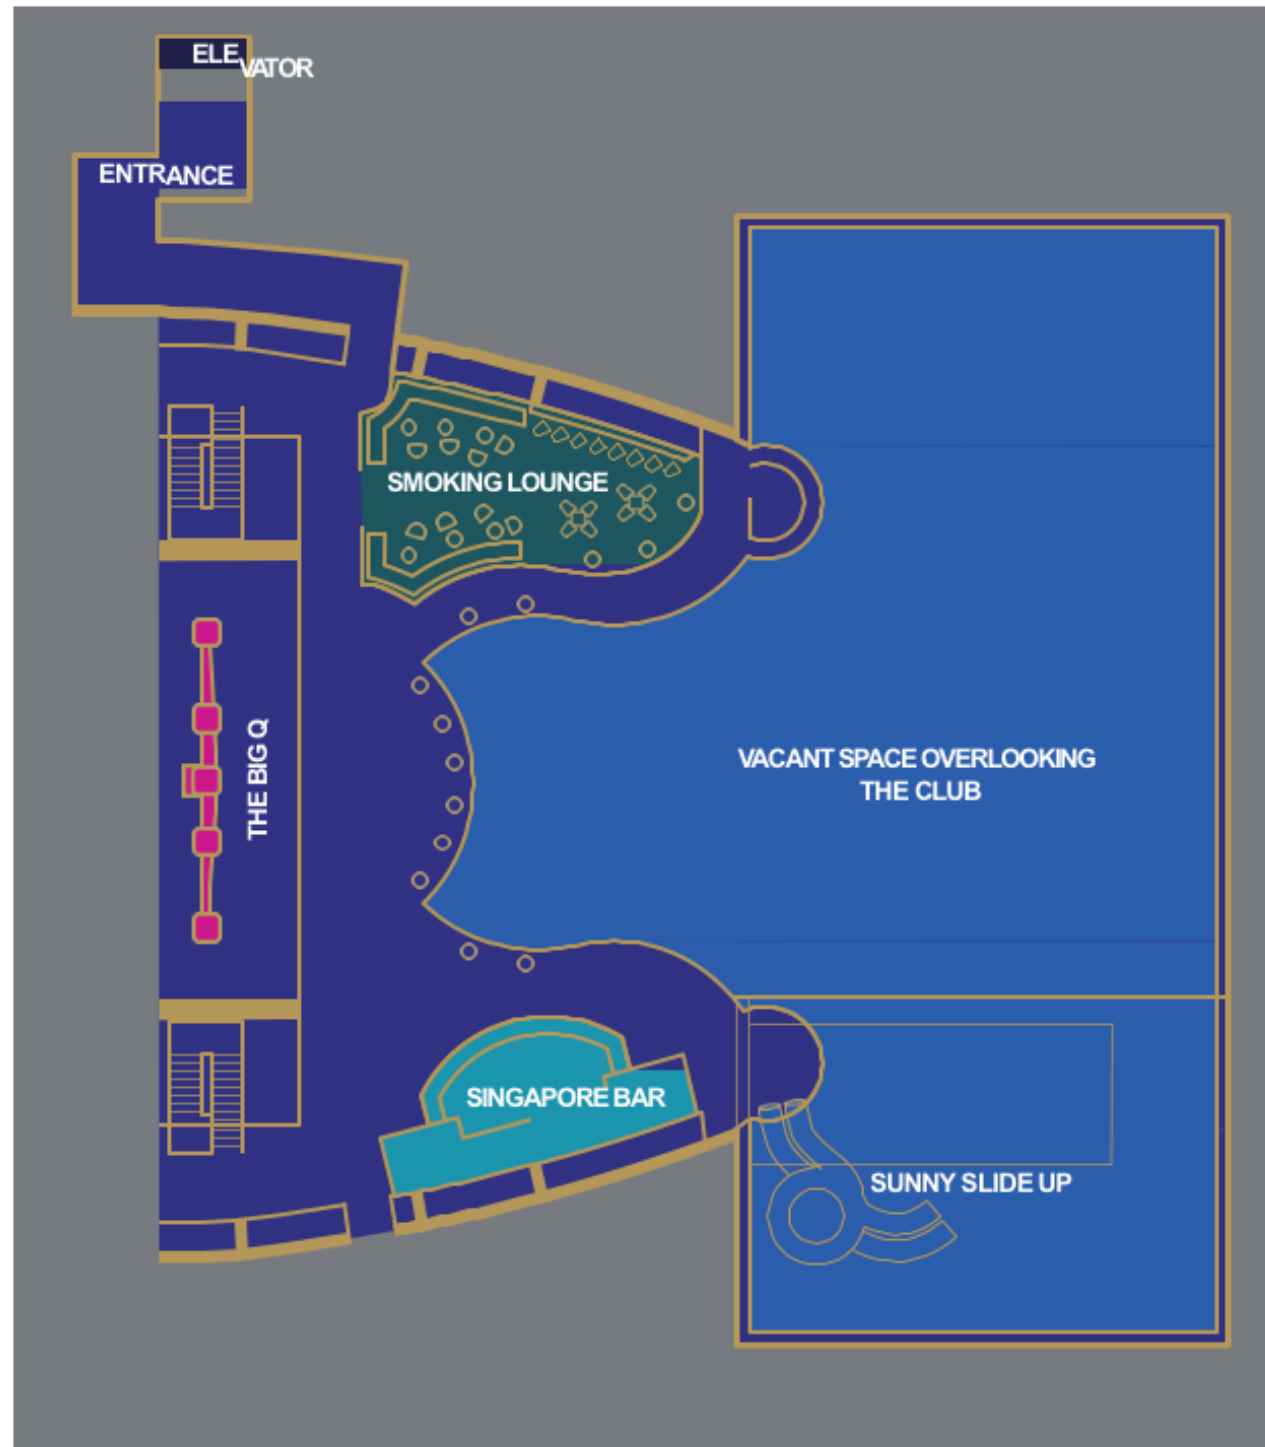 ELEVATOR
ENTRANCE
SMOKING LOUNGE
THE BIG Q
VACANT SPACE OVERLOOKING
THE CLUB
SINGAPORE BAR
SUNNY SLIDE UP